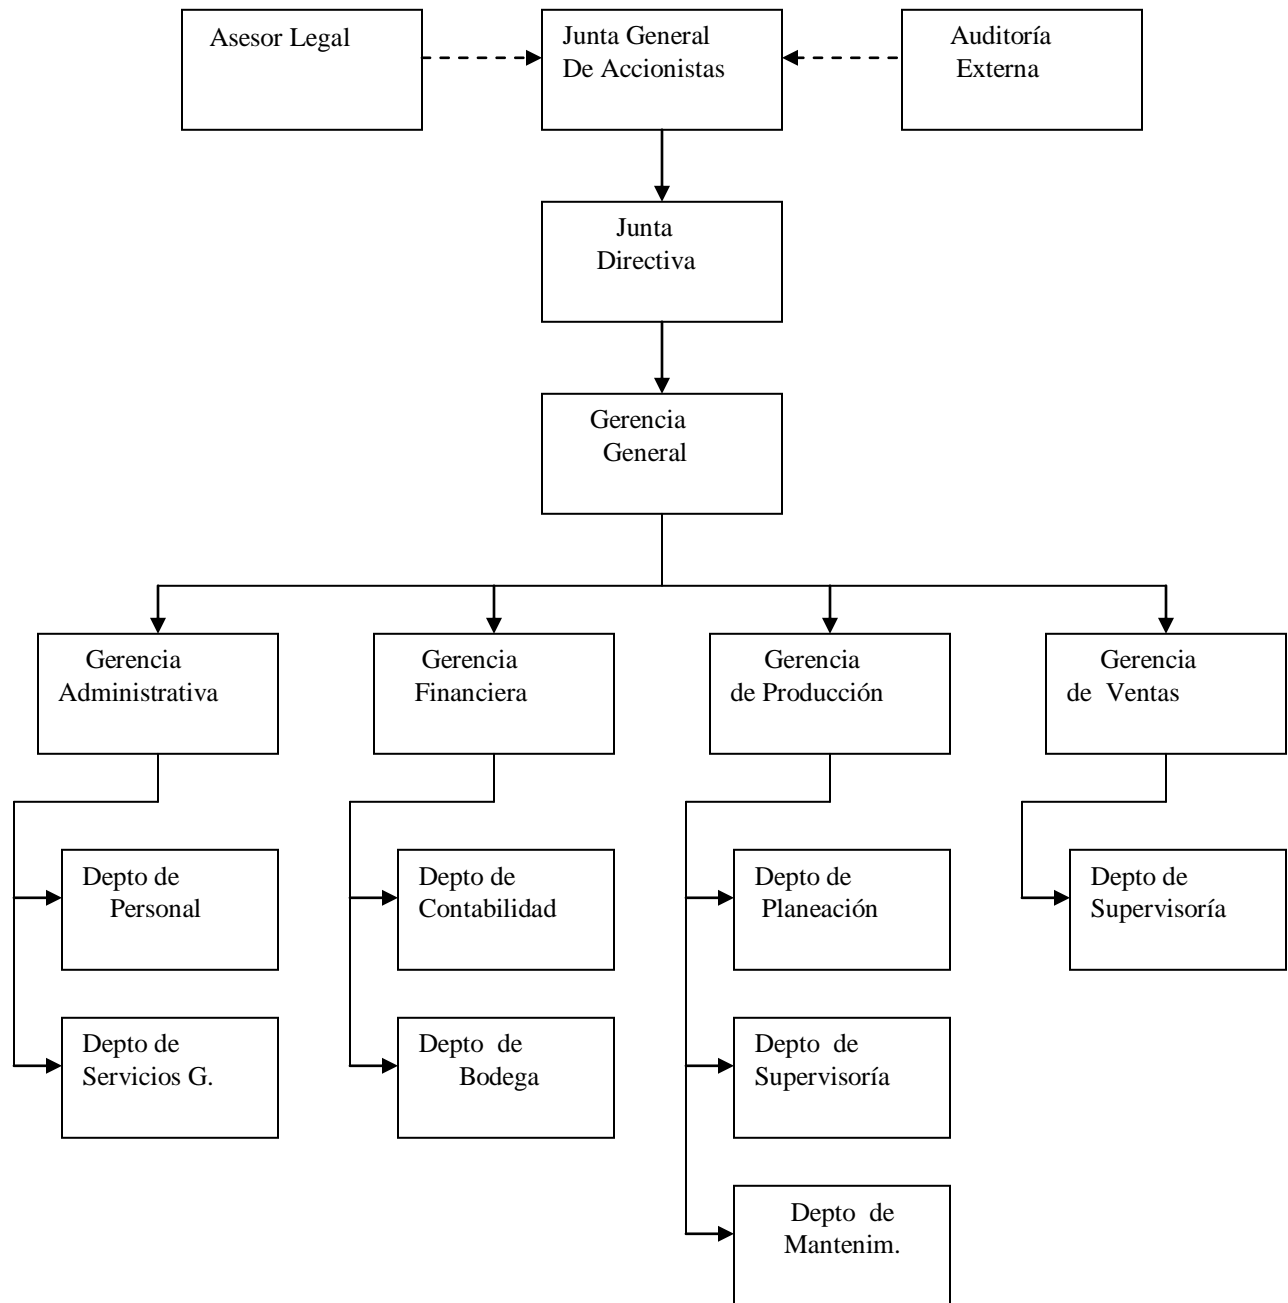 Asesor Legal
Junta General
De Accionistas
Auditoría
Externa
Junta
Directiva
Gerencia
General
Gerencia
Administrativa
Gerencia
Financiera
Gerencia
de Producción
Gerencia
de Ventas
Depto de
Personal
Depto de
Contabilidad
Depto de
Planeación
Depto de
Supervisoría
Depto de
Servicios G.
Depto de
Bodega
Depto de
Supervisoría
Depto de
Mantenim.